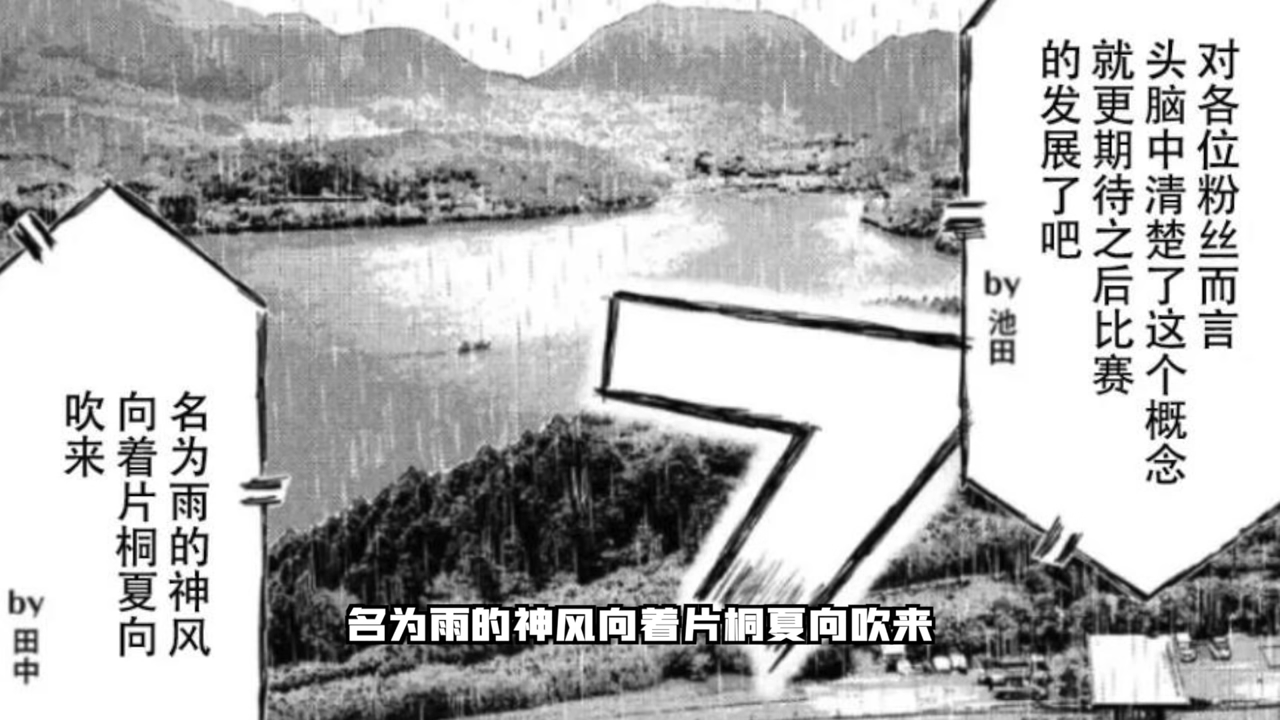 对各位粉丝而言
头脑中清楚了这个概念
就更期待之后比赛
的发展了吧
by 池田
名为雨的神风
向着片桐夏向
吹来
by 田中
名为雨的神风向着片桐夏向吹来